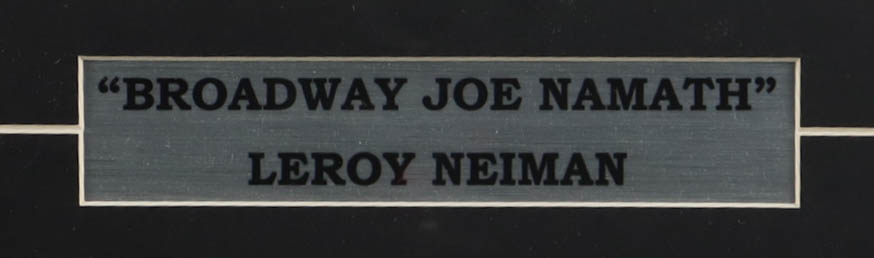 “BROADWAY JOE NAMATH”
LEROY NEIMAN